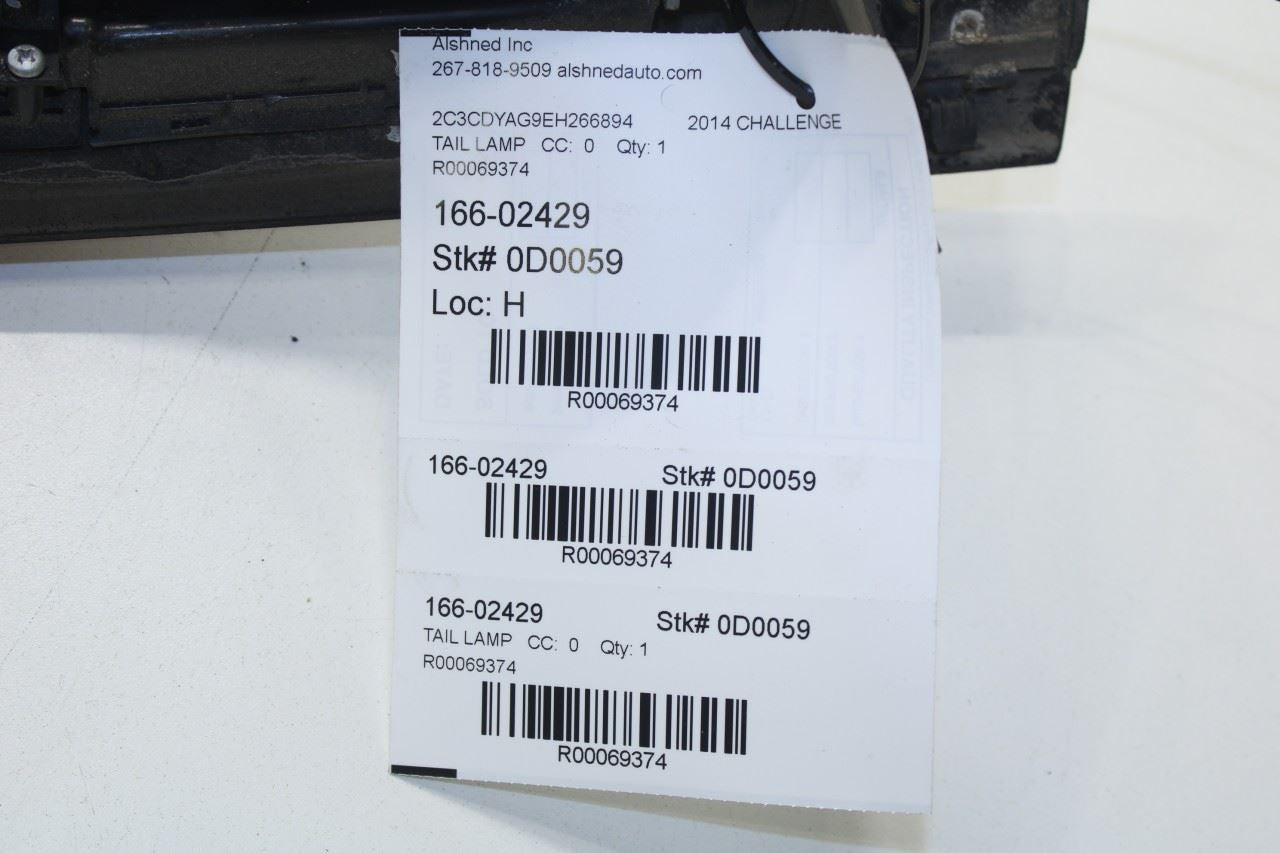 Alshned Inc
267-818-9509 alshnedauto.com
2C3CDYAG9EH266894 2014 CHALLENGE
TAIL LAMP CC: 0 Qty: 1
R00069374
166-02429
Stk# 0D0059
Loc: H
R00069374
166-02429 Stk# 0D0059
R00069374
166-02429 Stk# 0D0059
TAIL LAMP CC: 0 Qty: 1
R00069374
R00069374